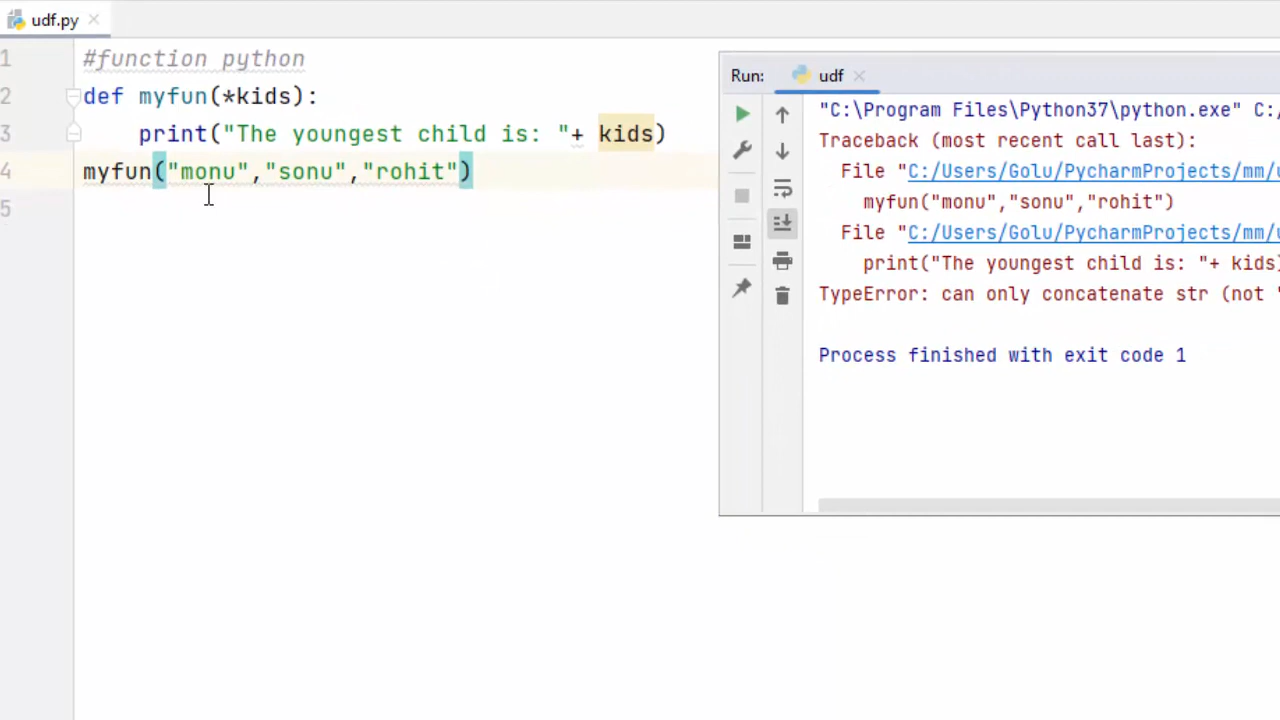 udf.py
1 #function python
2 def myfun(*kids):
3 print("The youngest child is: "+ kids)
4 myfun("monu","sonu","rohit")
5
Run: udf
"C:\Program Files\Python37\python.exe" C:/
Traceback (most recent call last):
File "C:/Users/Golu/PycharmProjects/mm/u
myfun("monu","sonu","rohit")
File "C:/Users/Golu/PycharmProjects/mm/u
print("The youngest child is: "+ kids)
TypeError: can only concatenate str (not "
Process finished with exit code 1